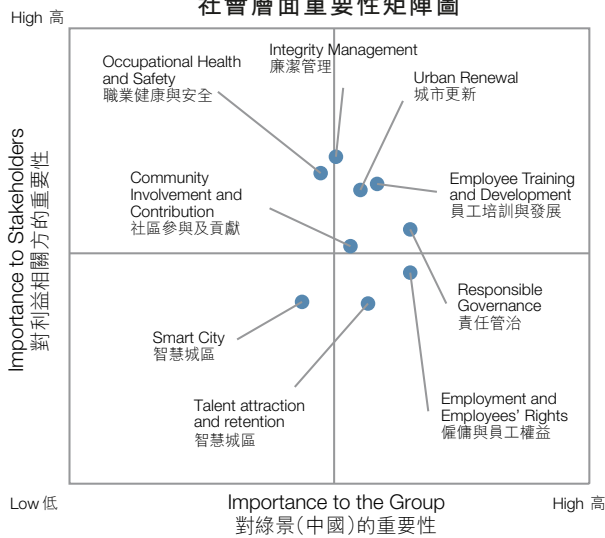 社會層面重要性矩陣圖
High 高
Integrity Management
廉潔管理
Occupational Health
and Safety
職業健康與安全
Urban Renewal
城市更新
Community
Involvement and
Contribution
社區參與及貢獻
Employee Training
and Development
員工培訓與發展
Importance to Stakeholders
對利益相關方的重要性
Responsible
Governance
責任管治
Smart City
智慧城區
Talent attraction
and retention
智慧城區
Employment and
Employees' Rights
僱傭與員工權益
Low 低
Importance to the Group
對綠景(中國)的重要性
High 高